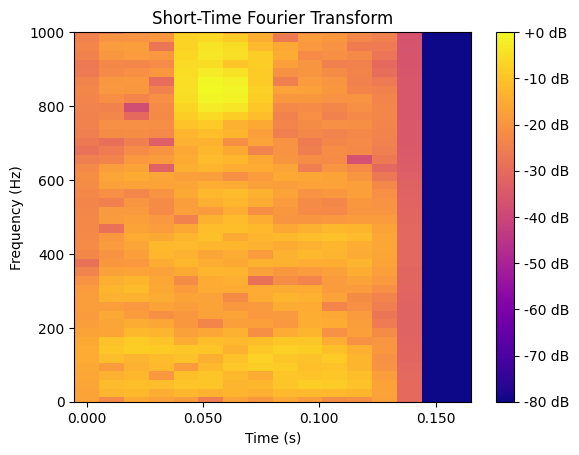 Short-Time Fourier Transform
1000
800
600
400
200
0
Frequency (Hz)
0.000
0.050
0.100
0.150
Time (s)
+0 dB
-10 dB
-20 dB
-30 dB
-40 dB
-50 dB
-60 dB
-70 dB
-80 dB